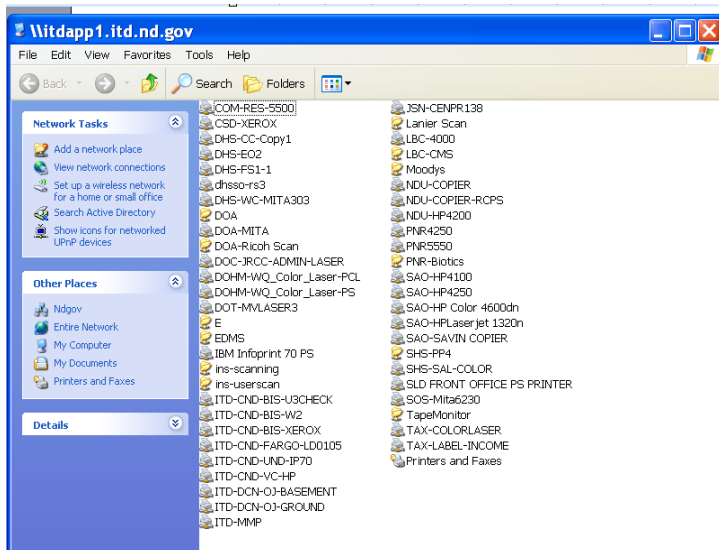 \\itdapp1.itd.nd.gov
File Edit View Favorites Tools Help
Back Search Folders
Network Tasks
Add a network place
View network connections
Set up a wireless network
for a home or small office
Search Active Directory
Show icons for networked
UPnP devices
Other Places
Ndgov
Entire Network
My Computer
My Documents
Printers and Faxes
Details
COM-RES-5500
CSD-XEROX
DHS-CC-Copy1
DHS-EO2
DHS-FS1-1
dhsso-rs3
DHS-WC-MITA303
DOA
DOA-MITA
DOA-Ricoh Scan
DOC-JRCC-ADMIN-LASER
DOHM-WQ_Color_Laser-PCL
DOHM-WQ_Color_Laser-PS
DOT-MVLASER3
E
EDMS
IBM Infoprint 70 PS
ins-scanning
ins-userscan
ITD-CND-BIS-U3CHECK
ITD-CND-BIS-W2
ITD-CND-BIS-XEROX
ITD-CND-FARGO-LD0105
ITD-CND-UND-IP70
ITD-CND-VC-HP
ITD-DCN-OJ-BASEMENT
ITD-DCN-OJ-GROUND
ITD-MMP
JSN-CENPR138
Lanier Scan
LBC-4000
LBC-CMS
Moodys
NDU-COPIER
NDU-COPIER-RCPS
NDU-HP4200
PNR4250
PNR5550
PNR-Biotics
SAO-HP4100
SAO-HP4250
SAO-HP Color 4600dn
SAO-HPLaserjet 1320n
SAO-SAVIN COPIER
SHS-PP4
SHS-SAL-COLOR
SLD FRONT OFFICE PS PRINTER
SOS-Mita6230
TapeMonitor
TAX-COLORLASER
TAX-LABEL-INCOME
Printers and Faxes